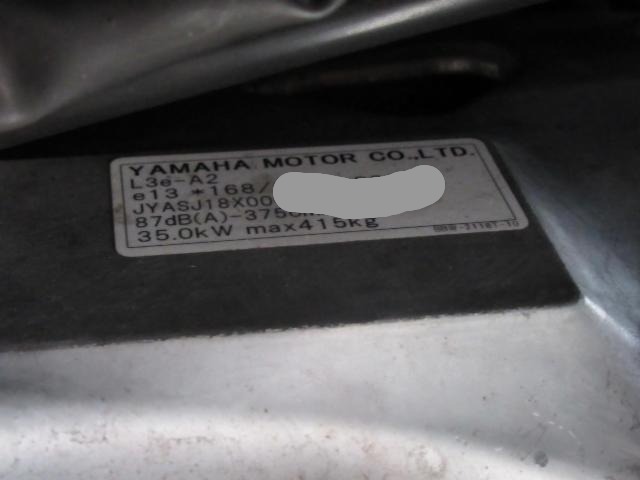 YAMAHA MOTOR CO.,LTD.
L3e-A2
e13 *168/
JYASJ18X00
87dB(A)-3750
35.0kW max415kg